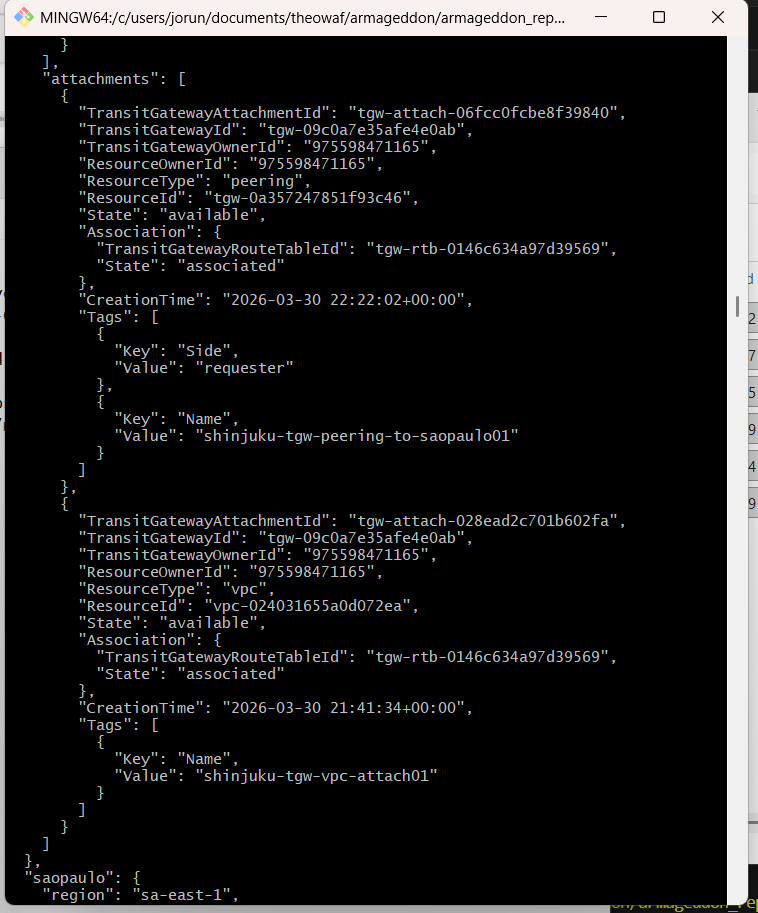 MINGW64:/c/users/jorun/documents/theowaf/armageddon/armageddon_rep...
}
],
"attachments": [
{
"TransitGatewayAttachmentId": "tgw-attach-06fcc0fcbe8f39840",
"TransitGatewayId": "tgw-09c0a7e35afe4e0ab",
"TransitGatewayOwnerId": "975598471165",
"ResourceOwnerId": "975598471165",
"ResourceType": "peering",
"ResourceId": "tgw-0a357247851f93c46",
"State": "available",
"Association": {
"TransitGatewayRouteTableId": "tgw-rtb-0146c634a97d39569",
"State": "associated"
},
"CreationTime": "2026-03-30 22:22:02+00:00",
"Tags": [
{
"Key": "Side",
"Value": "requester"
},
{
"Key": "Name",
"Value": "shinjuku-tgw-peering-to-saopaulo01"
}
]
},
{
"TransitGatewayAttachmentId": "tgw-attach-028ead2c701b602fa",
"TransitGatewayId": "tgw-09c0a7e35afe4e0ab",
"TransitGatewayOwnerId": "975598471165",
"ResourceOwnerId": "975598471165",
"ResourceType": "vpc",
"ResourceId": "vpc-024031655a0d072ea",
"State": "available",
"Association": {
"TransitGatewayRouteTableId": "tgw-rtb-0146c634a97d39569",
"State": "associated"
},
"CreationTime": "2026-03-30 21:41:34+00:00",
"Tags": [
{
"Key": "Name",
"Value": "shinjuku-tgw-vpc-attach01"
}
]
}
]
},
"saopaulo": {
"region": "sa-east-1",